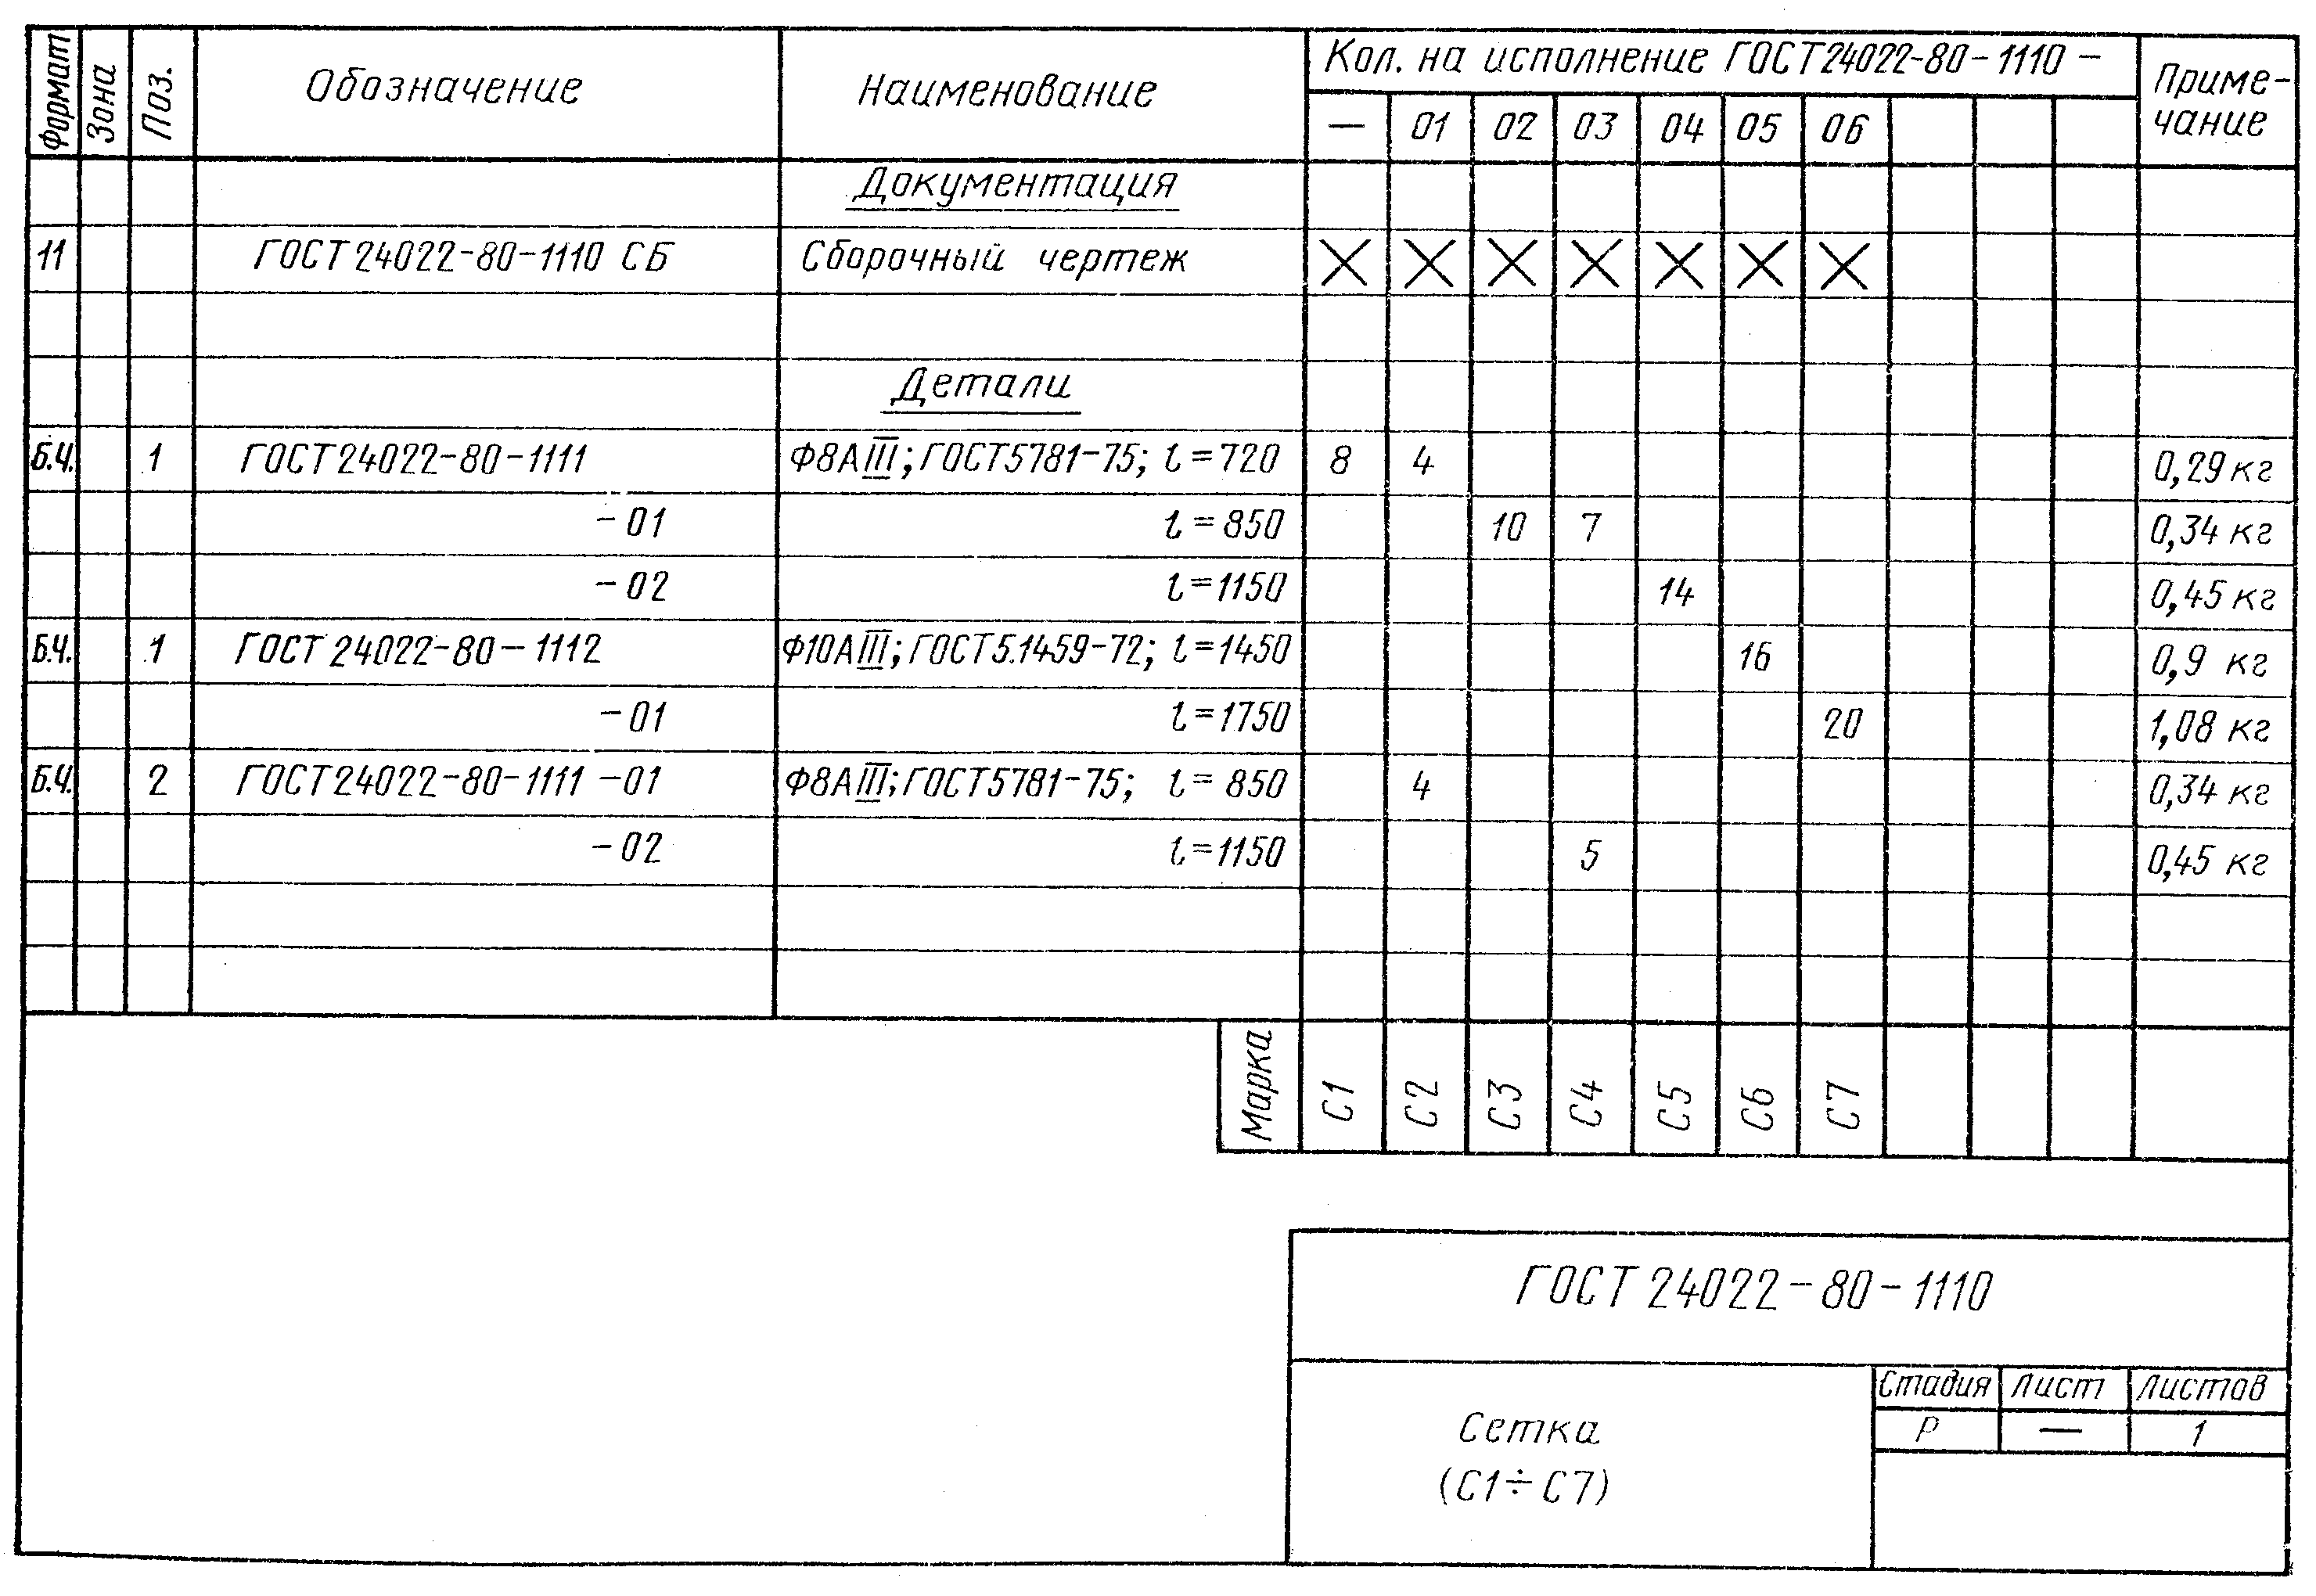 Формат
Зона
Поз.
Обозначение
Наименование
Кол. на исполнение ГОСТ 24022-80-1110 –
Приме-
чание
— 01 02 03 04 05 06
Документация
11 ГОСТ 24022-80-1110 СБ Сборочный чертеж X X X X X X X
Детали
Б.Ч. 1 ГОСТ 24022-80-1111 Ф8АIII; ГОСТ 5781-75; l=720 8 4 0,29 кг
-01 l=850 10 7 0,34 кг
-02 l=1150 14 0,45 кг
Б.Ч. 1 ГОСТ 24022-80-1112 Ф10АIII; ГОСТ 5.1459-72; l=1450 16 0,9 кг
-01 l=1750 20 1,08 кг
Б.Ч. 2 ГОСТ 24022-80-1111-01 Ф8АIII; ГОСТ 5781-75; l=850 4 0,34 кг
-02 l=1150 5 0,45 кг
Марка С1 С2 С3 С4 С5 С6 С7
ГОСТ 24022-80-1110
Сетка
(С1÷С7)
Стадия Лист Листов
Р — 1